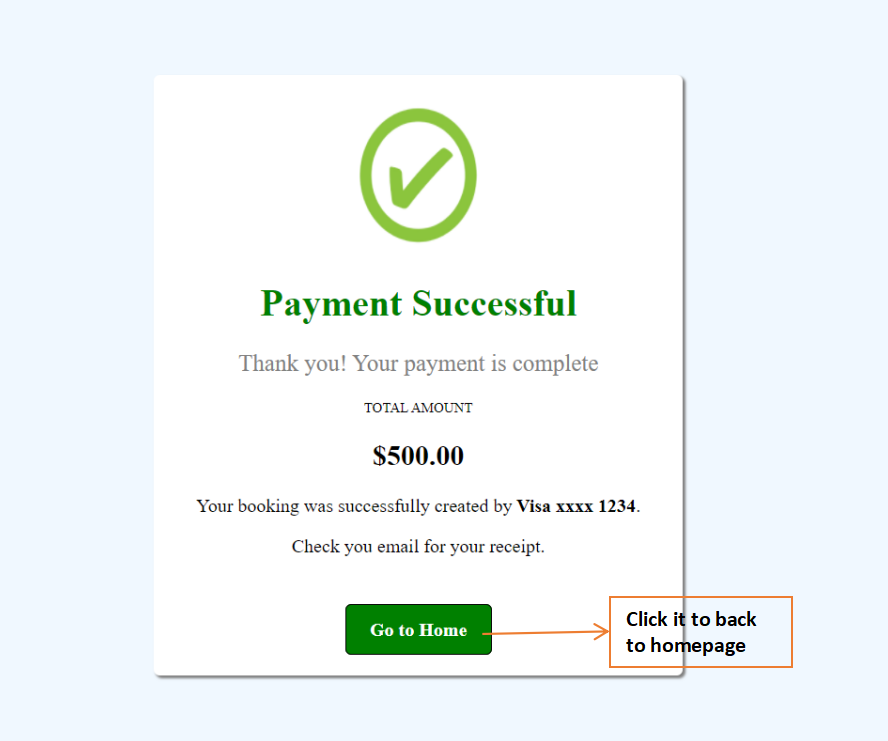 Payment Successful
Thank you! Your payment is complete
TOTAL AMOUNT
$500.00
Your booking was successfully created by Visa xxxx 1234.
Check you email for your receipt.
Go to Home
Click it to back
to homepage